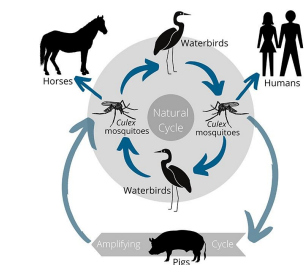 Waterbirds
Horses
Humans
Natural
Cycle
Culex
mosquitoes
Culex
mosquitoes
Waterbirds
Amplifying
Cycle
Pigs